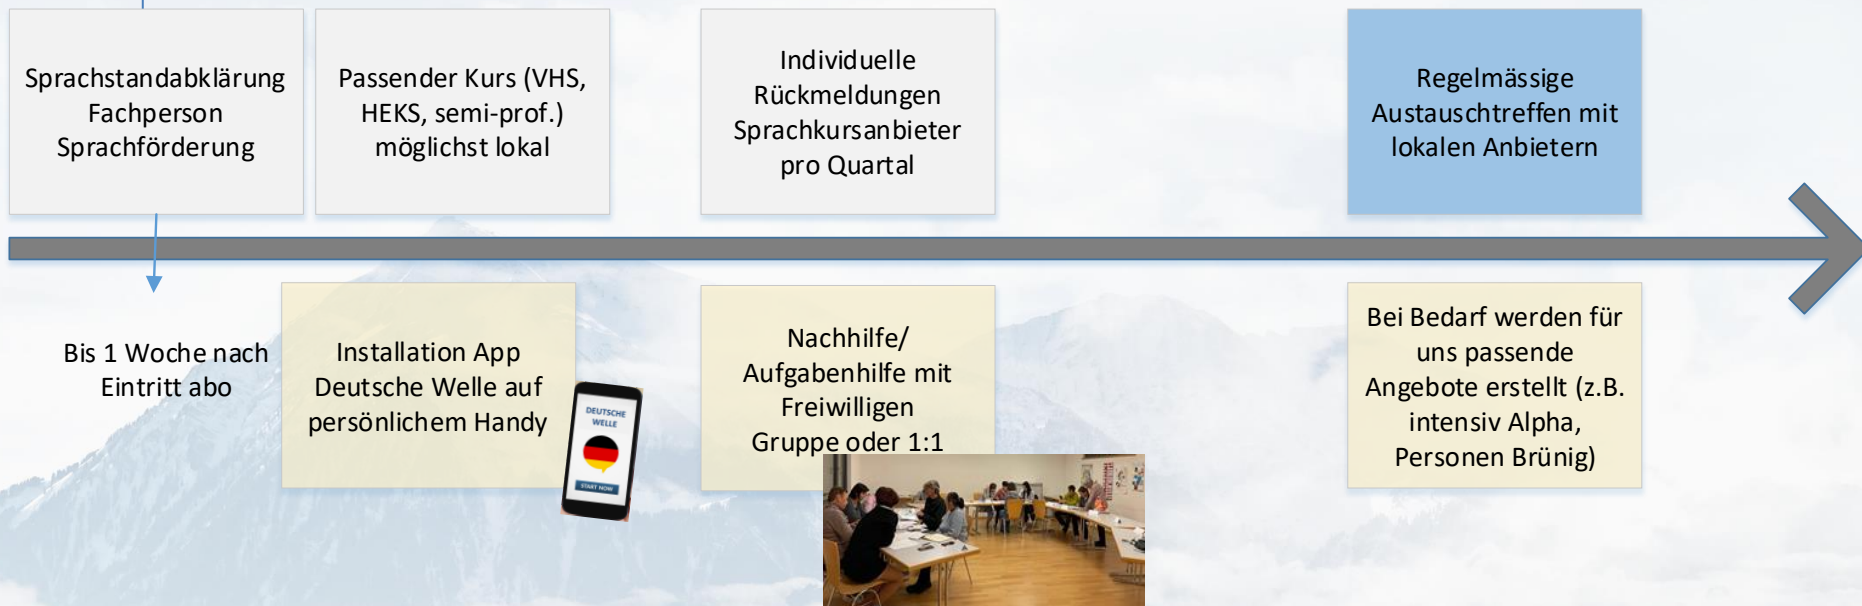 Sprachstandabklärung
Fachperson
Sprachförderung
Passender Kurs (VHS,
HEKS, semi-prof.)
möglichst lokal
Individuelle
Rückmeldungen
Sprachkursanbieter
pro Quartal
Regelmässige
Austauschtreffen mit
lokalen Anbietern
Bis 1 Woche nach
Eintritt abo
Installation App
Deutsche Welle auf
persönlichem Handy
DEUTSCHE
WELLE
START NOW
Nachhilfe/
Aufgabenhilfe mit
Freiwilligen
Gruppe oder 1:1
Bei Bedarf werden für
uns passende
Angebote erstellt (z.B.
intensiv Alpha,
Personen Brünig)